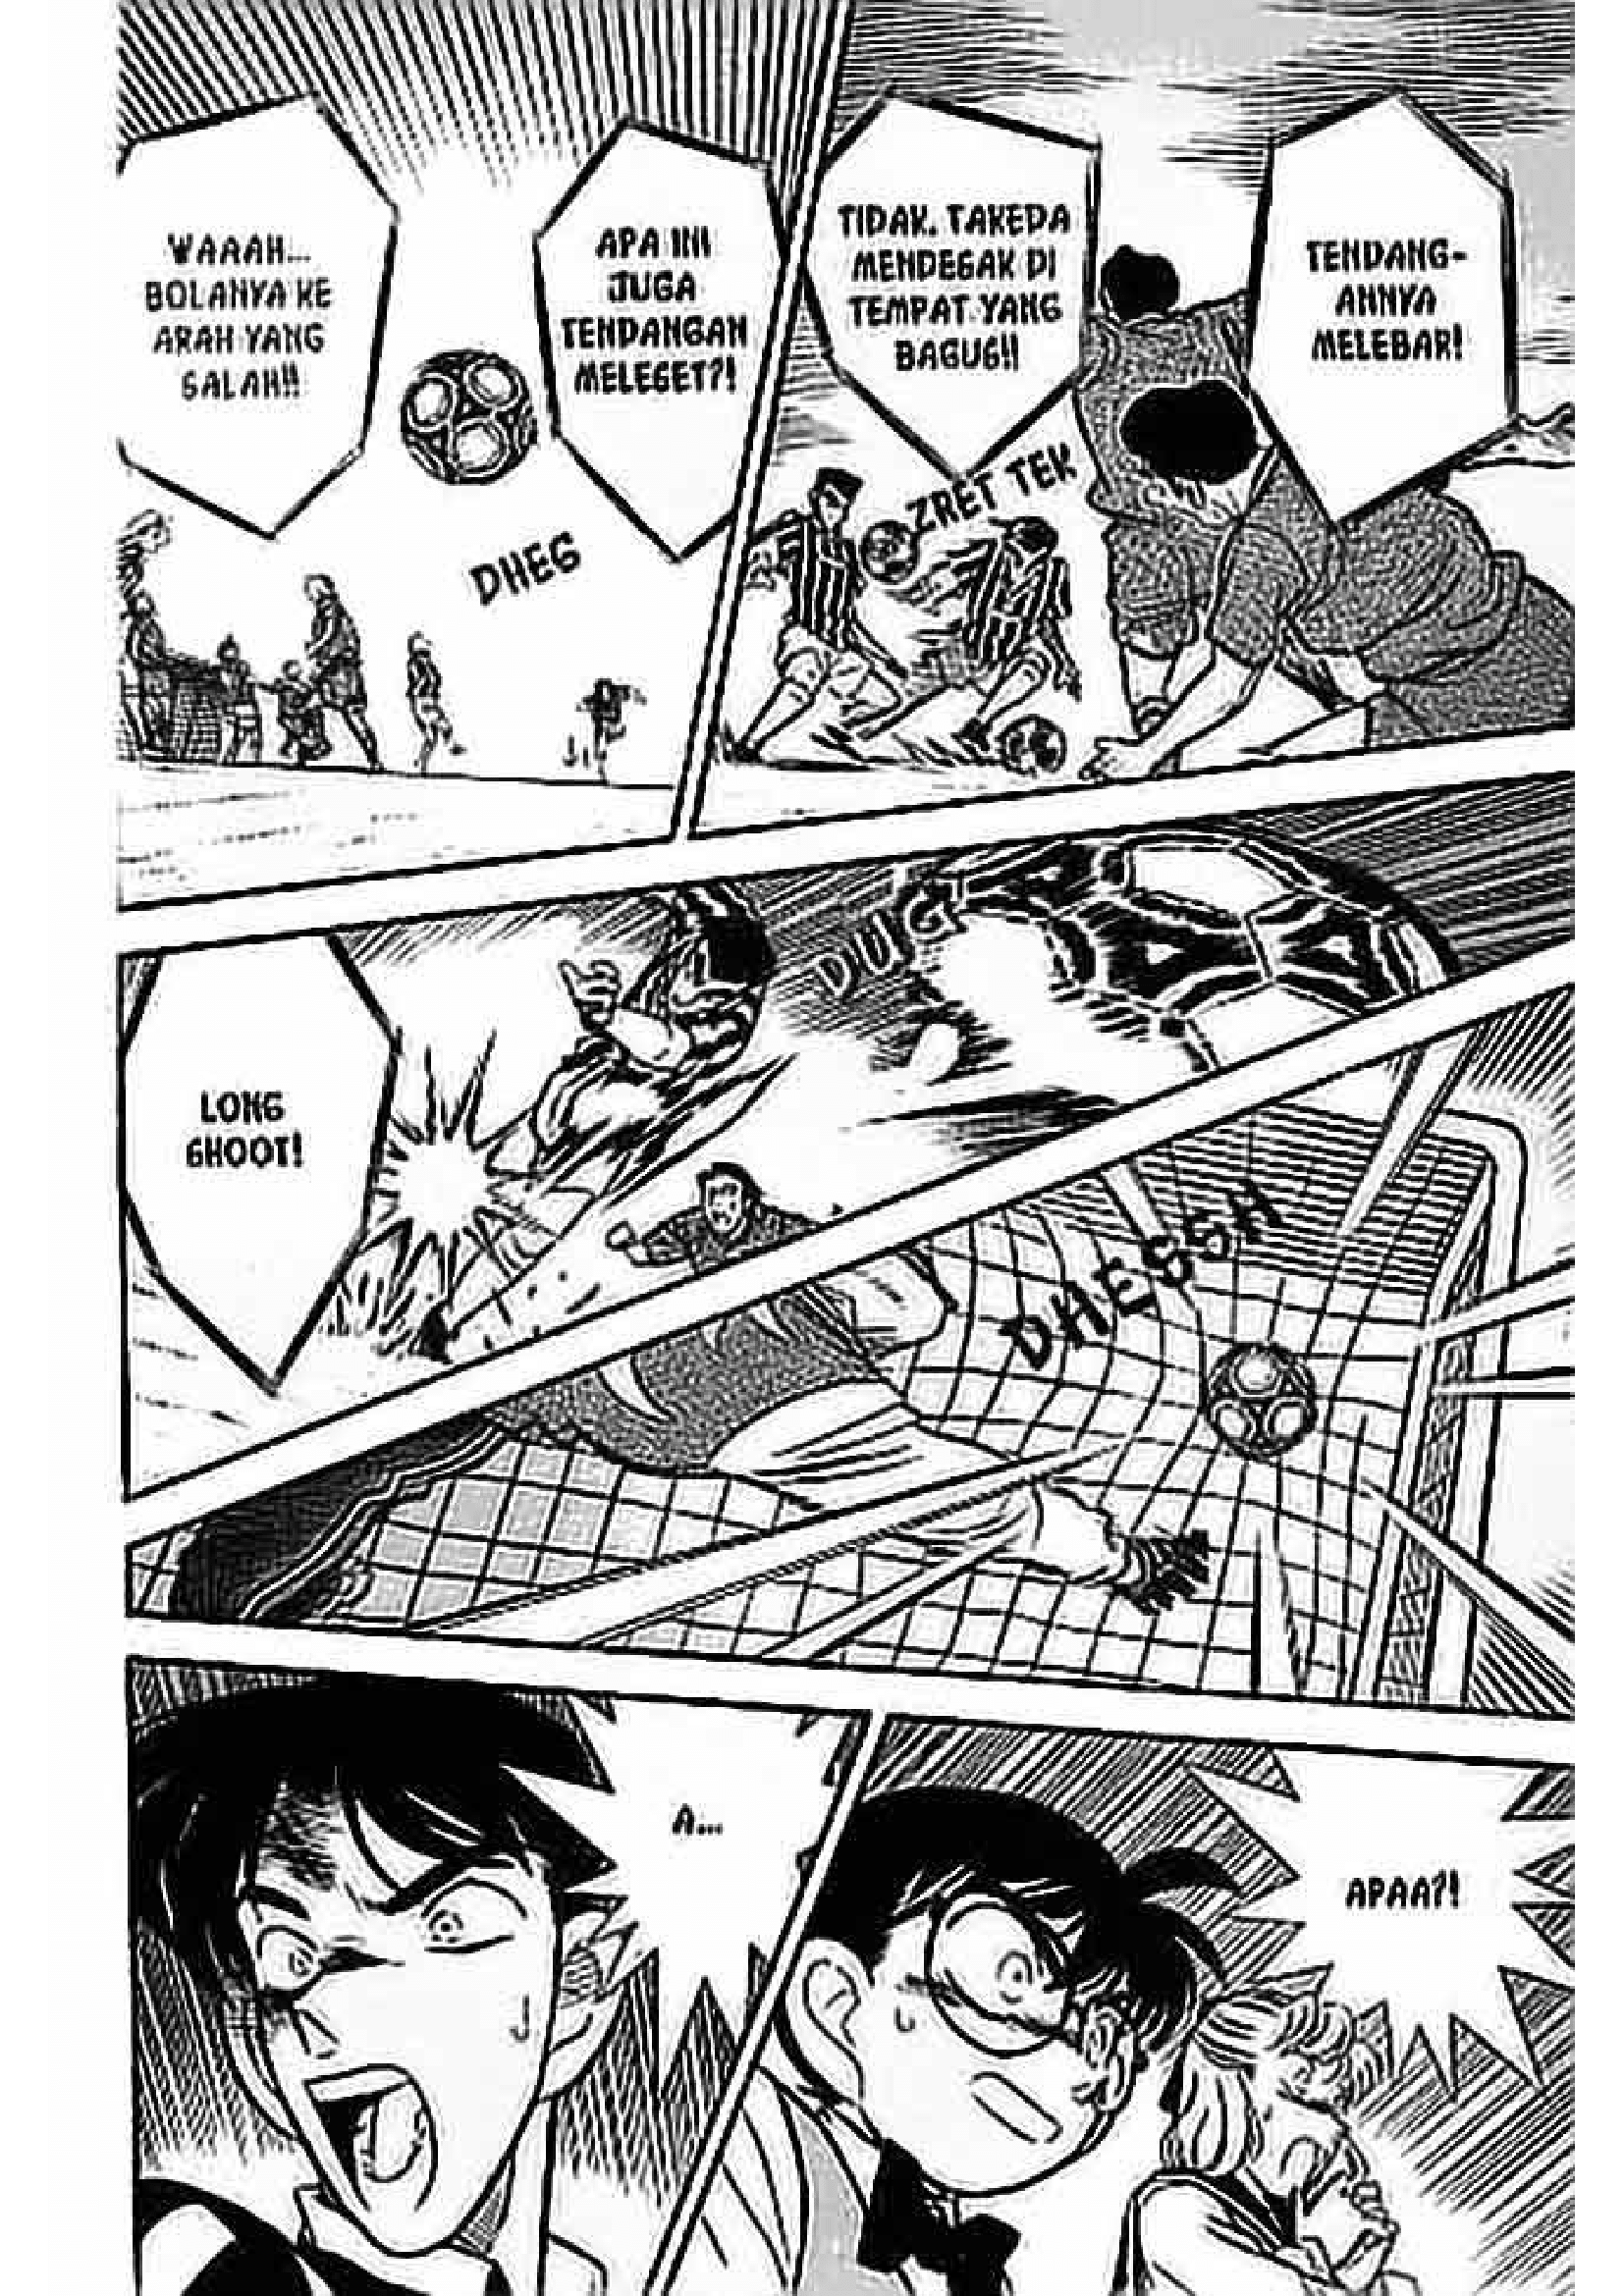 TENDANG-
ANNYA
MELEBAR!
TIDAK. TAKEDA
MENDESAK DI
TEMPAT YANG
BAGUS!!
ZRET TEK
APA INI
JUGA
TENDANGAN
MELESET?!
WAAAH...
BOLANYA KE
ARAH YANG
SALAH!!
DHEG
DUG
LONG
SHOOT!
DHESSH
APAA?!
A...